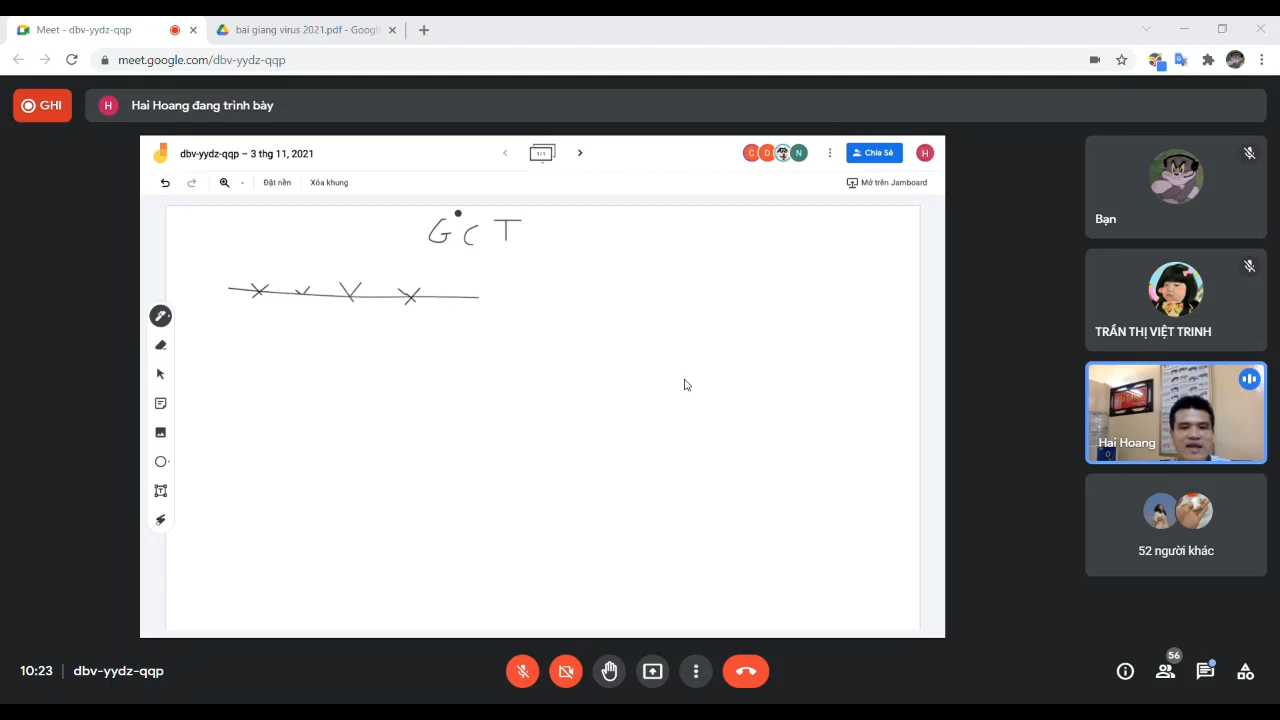 Meet - dbv-yydz-qqp
bai giang virus 2021.pdf - Googl
meet.google.com/dbv-yydz-qqp
GHI
H
Hai Hoang đang trình bày
dbv-yydz-qqp – 3 thg 11, 2021
1/1
C D N
Chia Sẻ
H
Đặt nền
Xóa khung
Mở trên Jamboard
G C T
Bạn
TRẦN THỊ VIỆT TRINH
Hai Hoang
52 người khác
10:23 | dbv-yydz-qqp
56